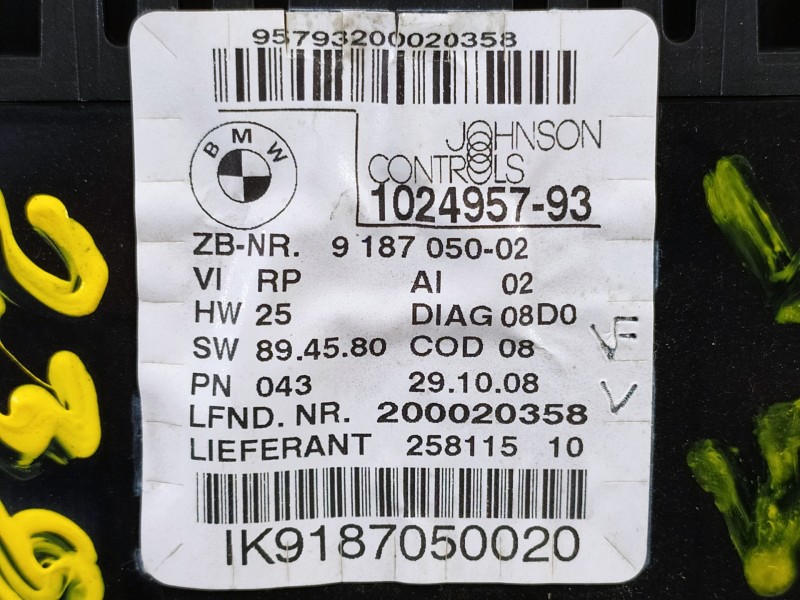 95793200020358
BMW
JOHNSON
CONTROLS
1024957-93
ZB-NR. 9 187 050-02
VI RP AI 02
HW 25 DIAG 08D0
SW 89.45.80 COD 08
PN 043 29.10.08
LFND. NR. 200020358
LIEFERANT 258115 10
IK9187050020